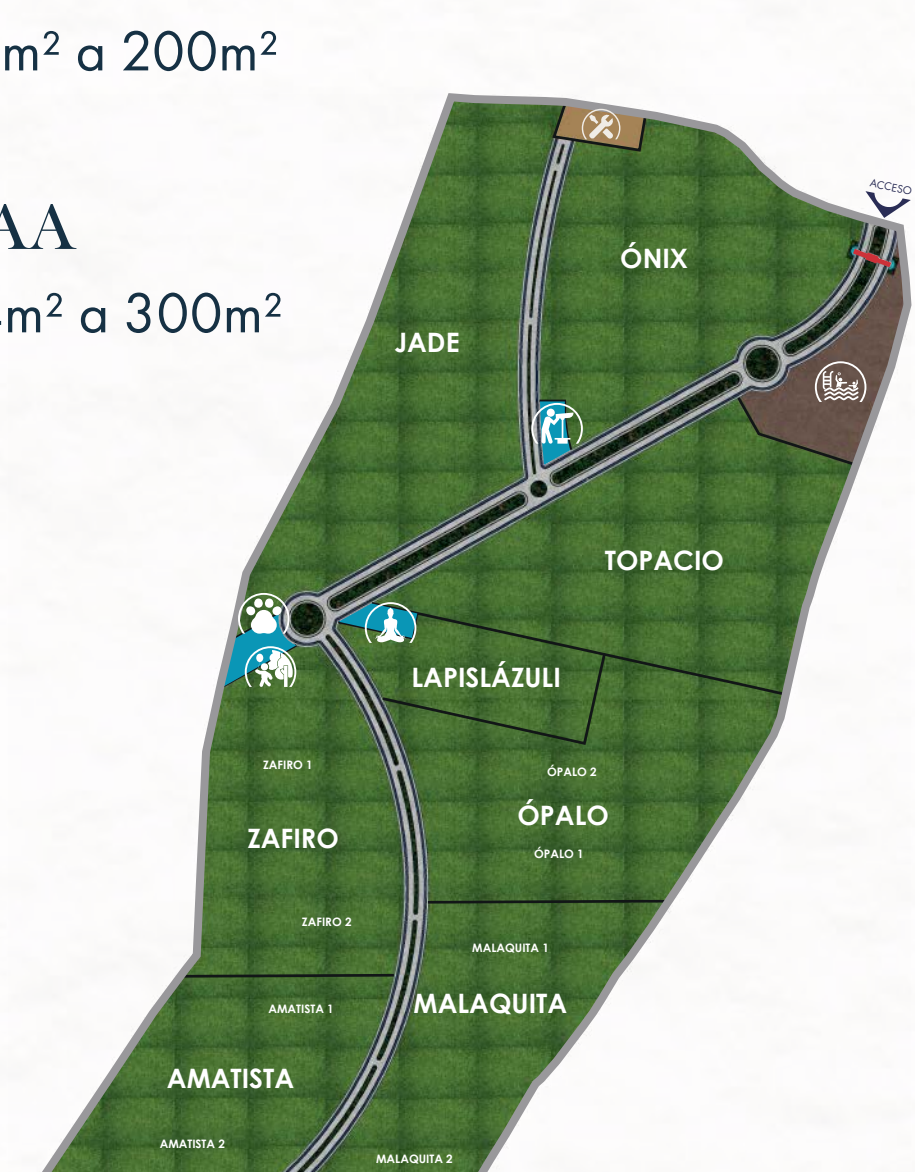 m² a 200m²
AA
m² a 300m²
ACCESO
ÓNIX
JADE
TOPACIO
LAPISLÁZULI
ZAFIRO 1
ÓPALO 2
ÓPALO
ZAFIRO
ÓPALO 1
ZAFIRO 2
MALAQUITA 1
MALAQUITA
AMATISTA 1
AMATISTA
AMATISTA 2
MALAQUITA 2